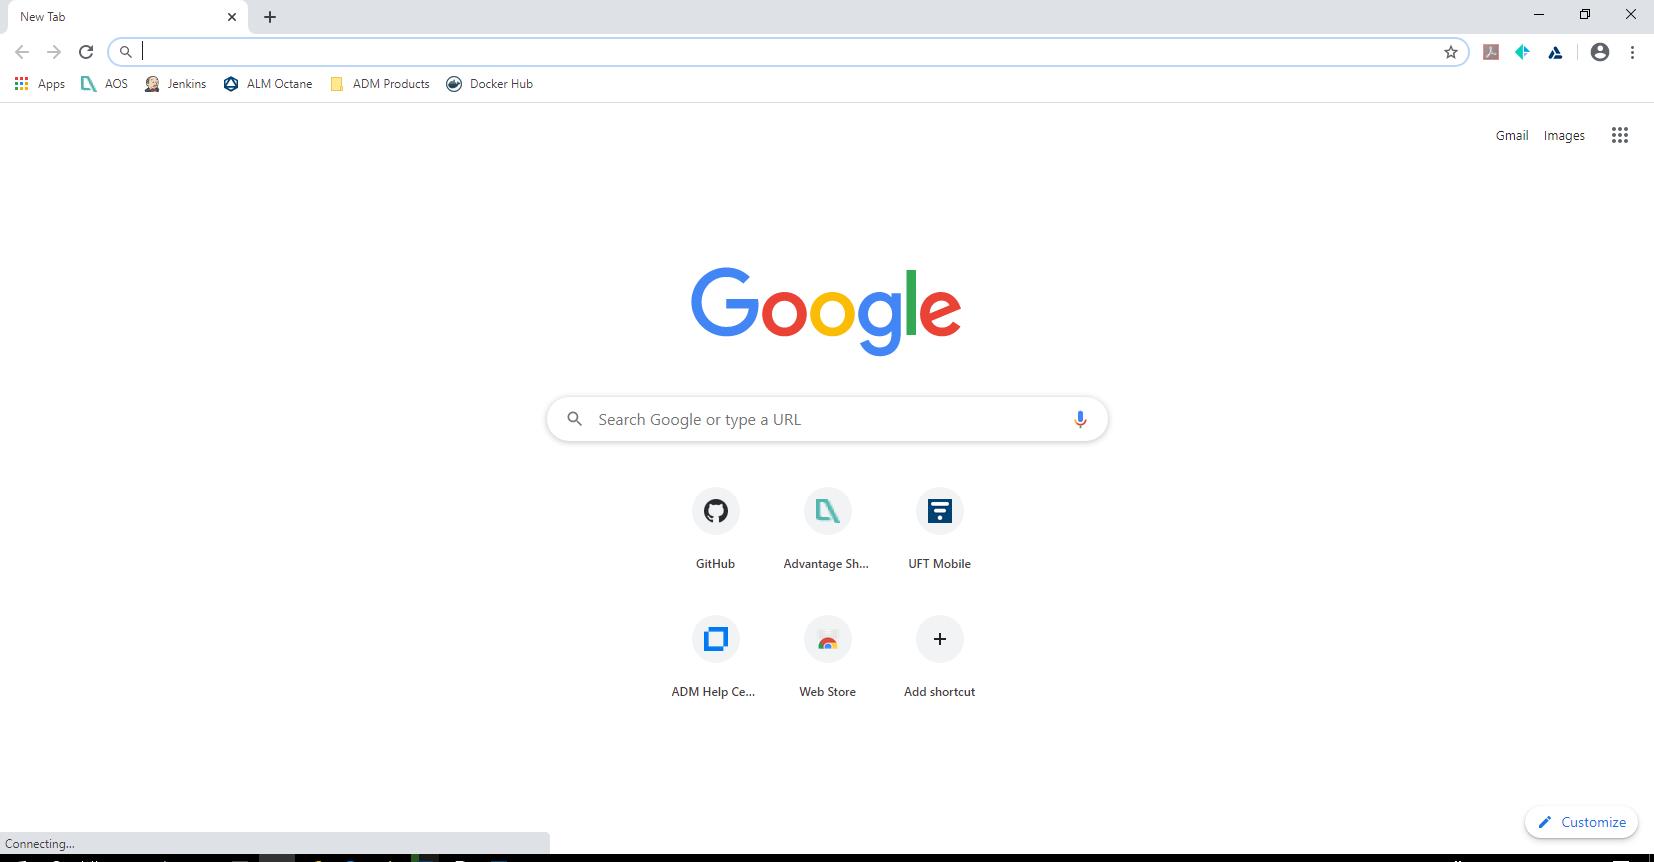 New Tab
Apps AOS Jenkins ALM Octane ADM Products Docker Hub
Gmail Images
Google
Search Google or type a URL
GitHub Advantage Sh... UFT Mobile
ADM Help Ce... Web Store Add shortcut
Customize
Connecting...